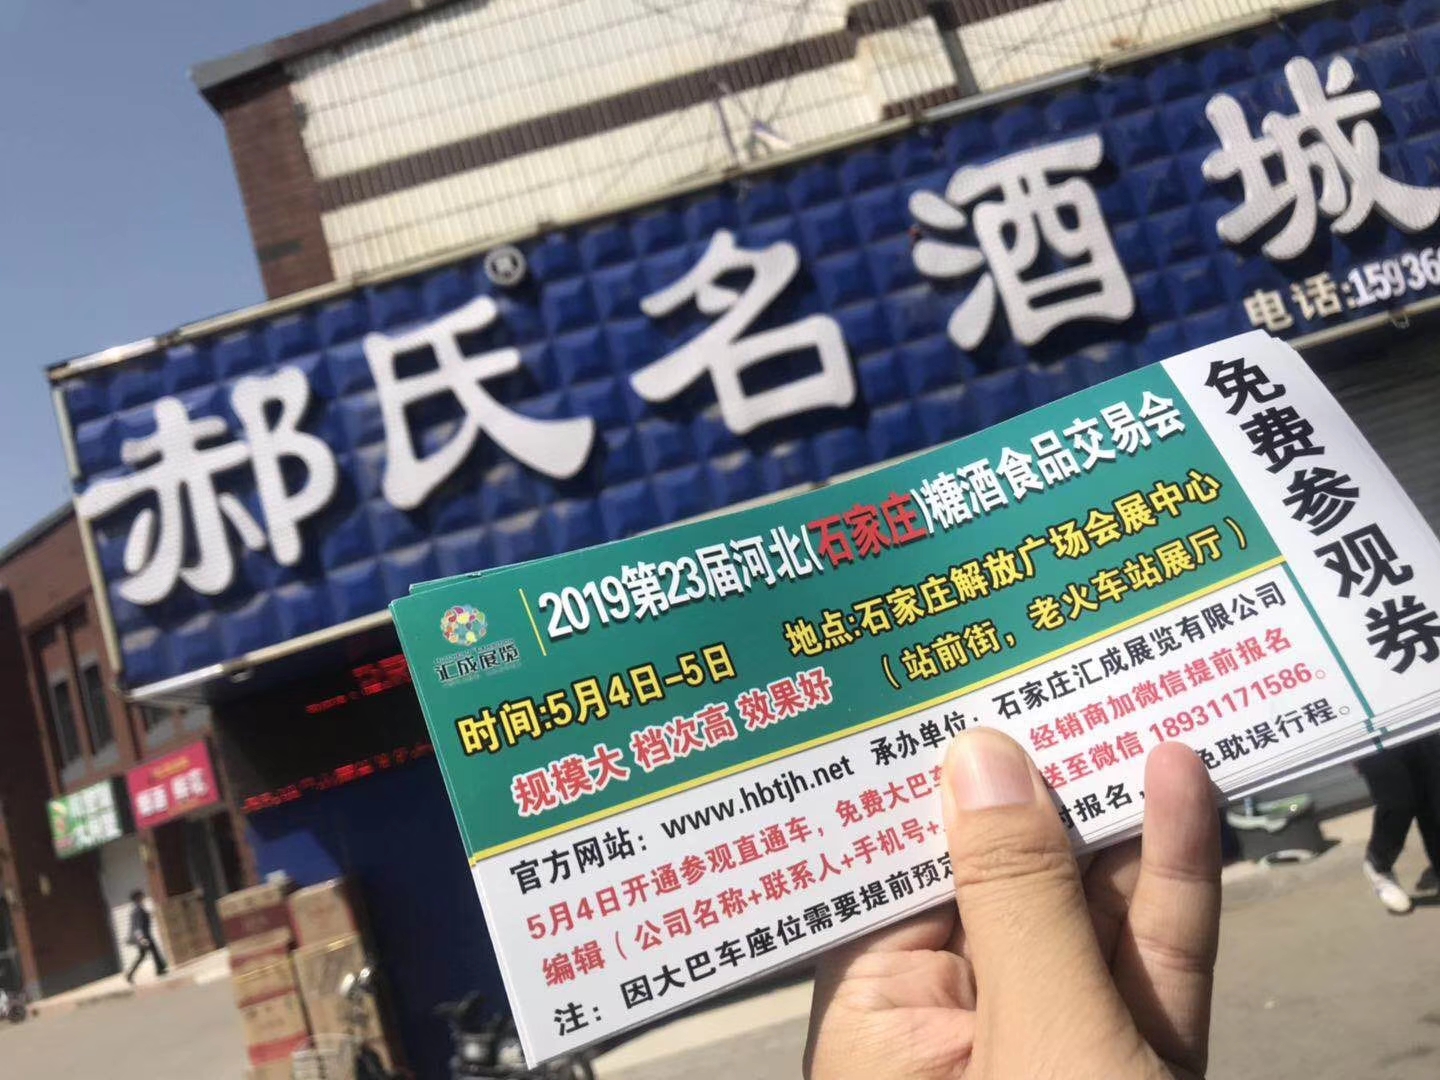 郝氏名酒城
电话:15936
免费参观券
汇成展览
2019第23届河北(石家庄)糖酒食品交易会
时间:5月4日-5日
地点:石家庄解放广场会展中心
(站前街，老火车站展厅)
规模大 档次高 效果好
官方网站：www.hbtjh.net 承办单位：石家庄汇成展览有限公司
5月4日开通参观直通车，免费大巴车 经销商加微信提前报名
编辑（公司名称+联系人+手机号+ 送至微信 18931171586。
注：因大巴车座位需要提前预定 时报名， 免耽误行程。